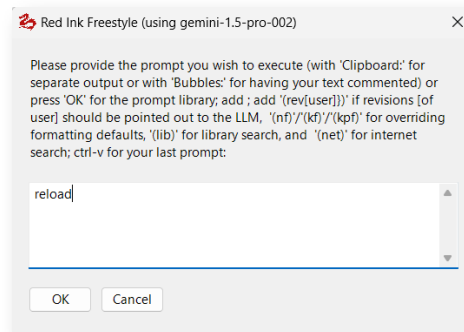 Red Ink Freestyle (using gemini-1.5-pro-002)
Please provide the prompt you wish to execute (with 'Clipboard:' for
separate output or with 'Bubbles:' for having your text commented) or
press 'OK' for the prompt library; add ; add '(rev[user]})' if revisions [of
user] should be pointed out to the LLM,  '(nf)'/'(kf)'/'(kpf)' for overriding
formatting defaults, '(lib)' for library search, and  '(net)' for internet
search; ctrl-v for your last prompt:
reload
OK Cancel